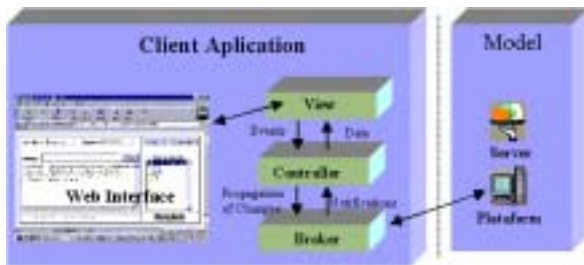 Client Aplication
Model
View
Events
Data
Server
Controller
Web Interface
Propagation
of Changes
Notifications
Plataform
Broker